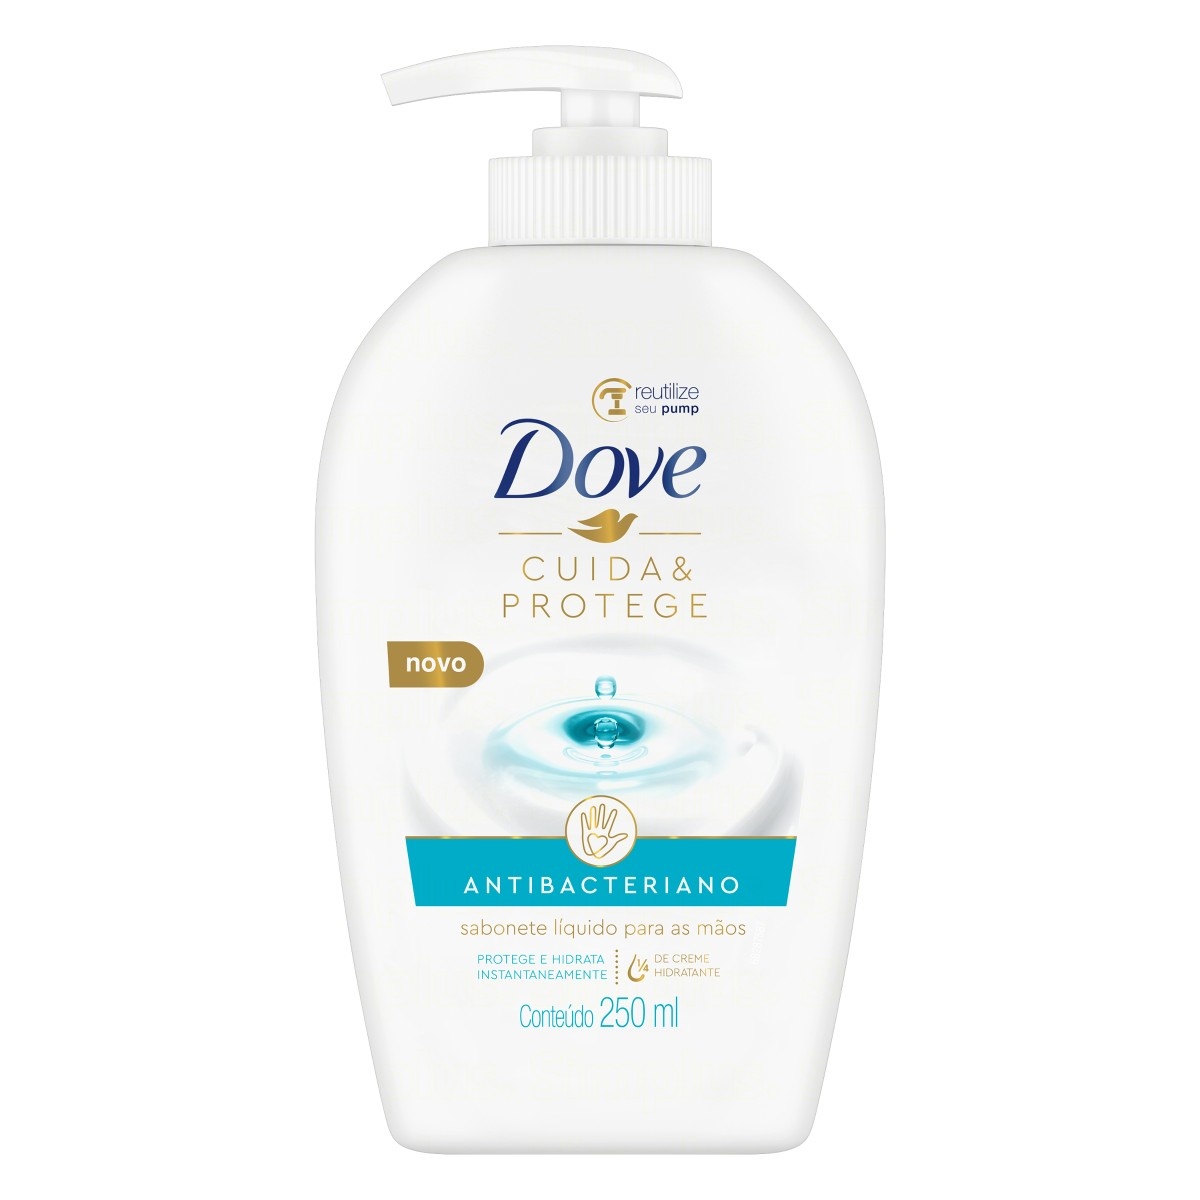 reutilize
seu pump
Dove
CUIDA &
PROTEGE
novo
ANTIBACTERIANO
sabonete líquido para as mãos
PROTEGE E HIDRATA
INSTANTANEAMENTE
1/4 DE CREME
HIDRATANTE
Conteúdo 250 ml